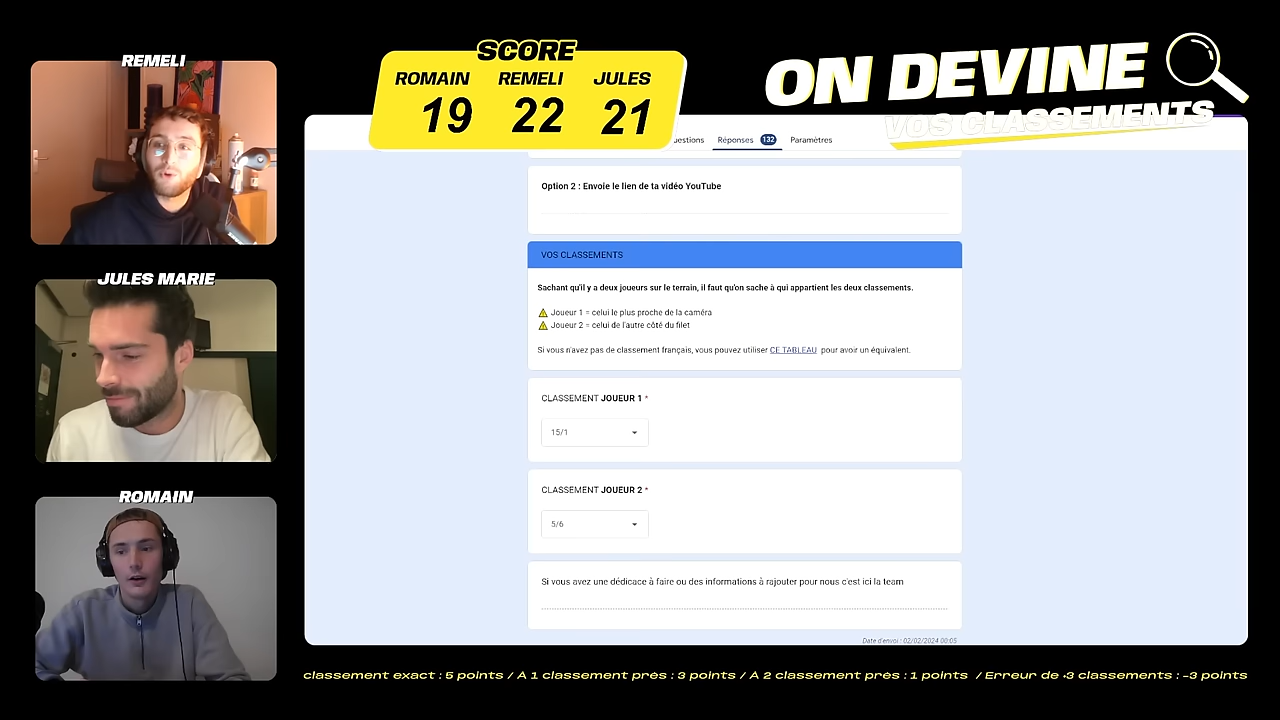 REMELI
JULES MARIE
ROMAIN
SCORE
ROMAIN REMELI JULES
19 22 21
ON DEVINE
VOS CLASSEMENTS
uestions Réponses 132 Paramètres
Option 2 : Envoie le lien de ta vidéo YouTube
VOS CLASSEMENTS
Sachant qu'il y a deux joueurs sur le terrain, il faut qu'on sache à qui appartient les deux classements.
Joueur 1 = celui le plus proche de la caméra
Joueur 2 = celui de l'autre côté du filet
Si vous n'avez pas de classement français, vous pouvez utiliser CE TABLEAU pour avoir un équivalent.
CLASSEMENT JOUEUR 1 *
15/1
CLASSEMENT JOUEUR 2 *
5/6
Si vous avez une dédicace à faire ou des informations à rajouter pour nous c'est ici la team
Date d'envoi : 02/02/2024 00:05
classement exact : 5 points / À 1 classement près : 3 points / À 2 classement près : 1 points / Erreur de +3 classements : -3 points